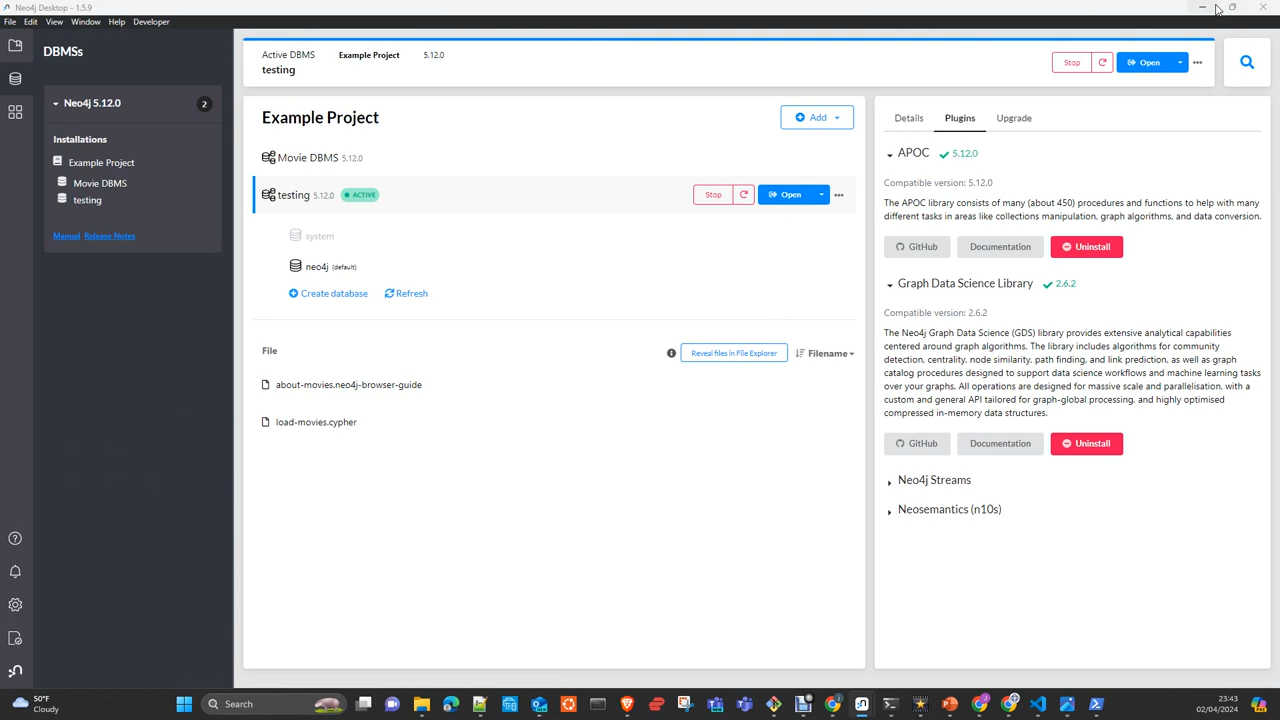 Neo4j Desktop - 1.5.9
File Edit View Window Help Developer
DBMSs
Neo4j 5.12.0 2
Installations
Example Project
Movie DBMS
testing
Manual Release Notes
Active DBMS Example Project 5.12.0
testing
Stop Open
Example Project
Add
Movie DBMS 5.12.0
testing 5.12.0 ACTIVE
Stop Open
system
neo4j (default)
Create database Refresh
File
Reveal files in File Explorer Filename
about-movies.neo4j-browser-guide
load-movies.cypher
Details Plugins Upgrade
APOC 5.12.0
Compatible version: 5.12.0
The APOC library consists of many (about 450) procedures and functions to help with many
different tasks in areas like collections manipulation, graph algorithms, and data conversion.
GitHub Documentation Uninstall
Graph Data Science Library 2.6.2
Compatible version: 2.6.2
The Neo4j Graph Data Science (GDS) library provides extensive analytical capabilities
centered around graph algorithms. The library includes algorithms for community
detection, centrality, node similarity, path finding, and link prediction, as well as graph
catalog procedures designed to support data science workflows and machine learning tasks
over your graphs. All operations are designed for massive scale and parallelisation, with a
custom and general API tailored for graph-global processing, and highly optimised
compressed in-memory data structures.
GitHub Documentation Uninstall
Neo4j Streams
Neosemantics (n10s)
50°F
Cloudy
Search
23:43
02/04/2024